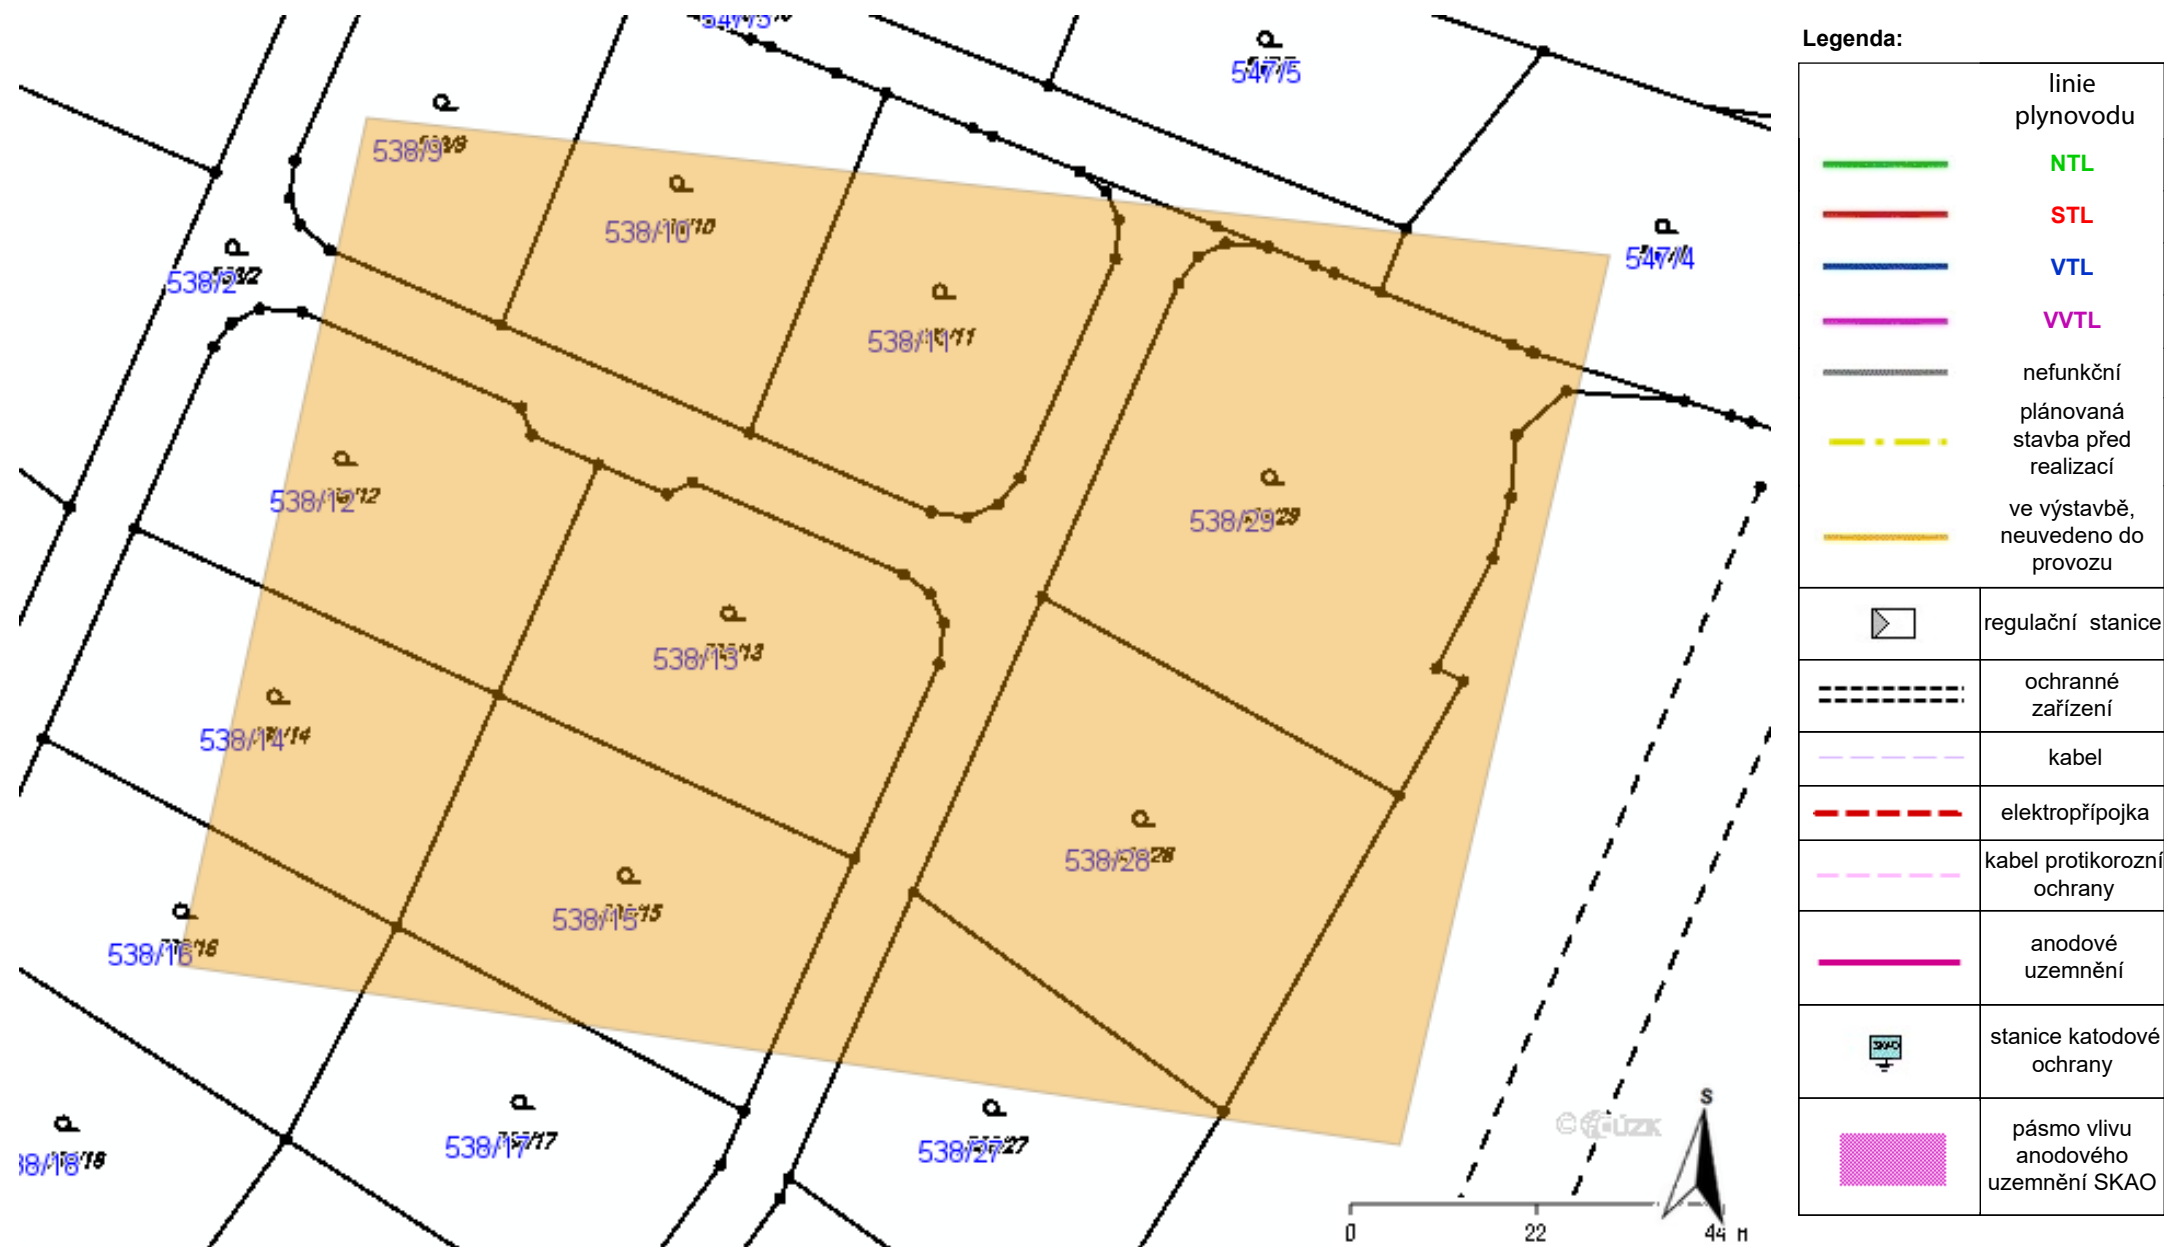 547/5
538/9
538/10
538/2
547/4
538/11
538/12
538/29
538/13
538/14
538/28
538/15
538/16
538/17
538/27
38/18
© ČÚZK
S
0 22 44 M
Legenda:
linie
plynovodu
NTL
STL
VTL
VVTL
nefunkční
plánovaná
stavba před
realizací
ve výstavbě,
neuvedeno do
provozu
regulační stanice
ochranné
zařízení
kabel
elektropřípojka
kabel protikorozní
ochrany
anodové
uzemnění
SKAO
stanice katodové
ochrany
pásmo vlivu
anodového
uzemnění SKAO